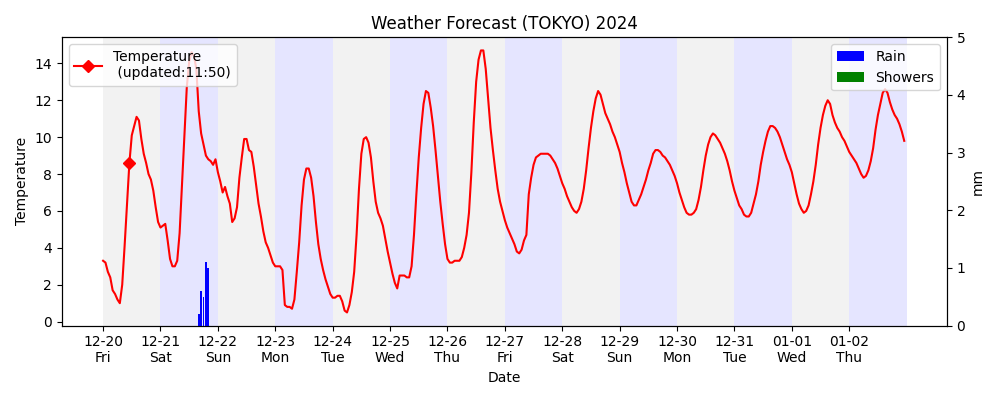 Weather Forecast (TOKYO) 2024
Temperature
(updated:11:50)
Rain
Showers
Temperature
14
12
10
8
6
4
2
0
5
4
3
2
1
0
mm
12-20 12-21 12-22 12-23 12-24 12-25 12-26 12-27 12-28 12-29 12-30 12-31 01-01 01-02
Fri Sat Sun Mon Tue Wed Thu Fri Sat Sun Mon Tue Wed Thu
Date